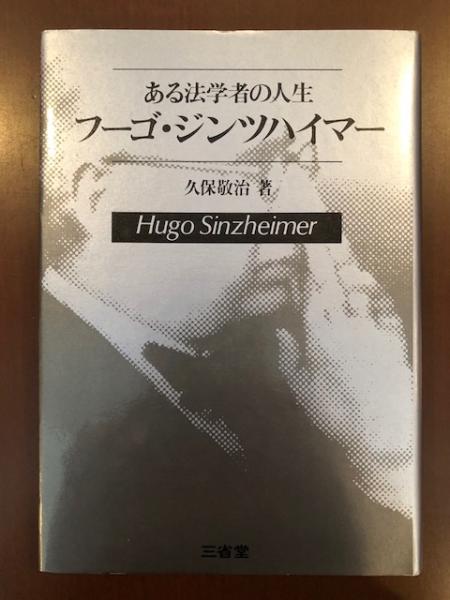 ある法学者の人生
フーゴ・ジンツハイマー
久保敬治 著
Hugo Sinzheimer
三省堂